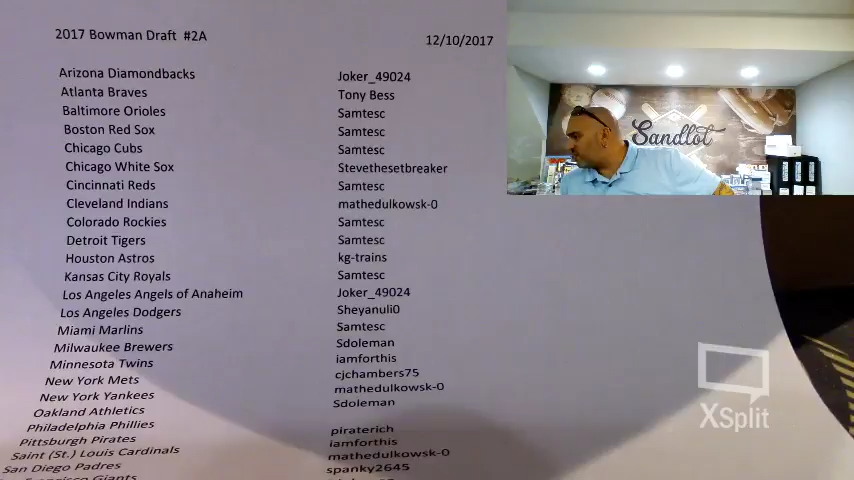 2017 Bowman Draft #2A
12/10/2017
Arizona Diamondbacks Joker_49024
Atlanta Braves Tony Bess
Baltimore Orioles Samtesc
Boston Red Sox Samtesc
Chicago Cubs Samtesc
Chicago White Sox Stevethesetbreaker
Cincinnati Reds Samtesc
Cleveland Indians mathedulkowsk-0
Colorado Rockies Samtesc
Detroit Tigers Samtesc
Houston Astros kg-trains
Kansas City Royals Samtesc
Los Angeles Angels of Anaheim Joker_49024
Los Angeles Dodgers Sheyanuli0
Miami Marlins Samtesc
Milwaukee Brewers Sdoleman
Minnesota Twins iamforthis
New York Mets cjchambers75
New York Yankees mathedulkowsk-0
Oakland Athletics Sdoleman
Philadelphia Phillies piraterich
Pittsburgh Pirates iamforthis
Saint (St.) Louis Cardinals mathedulkowsk-0
San Diego Padres spanky2645
Giants
Sandlot
XSplit